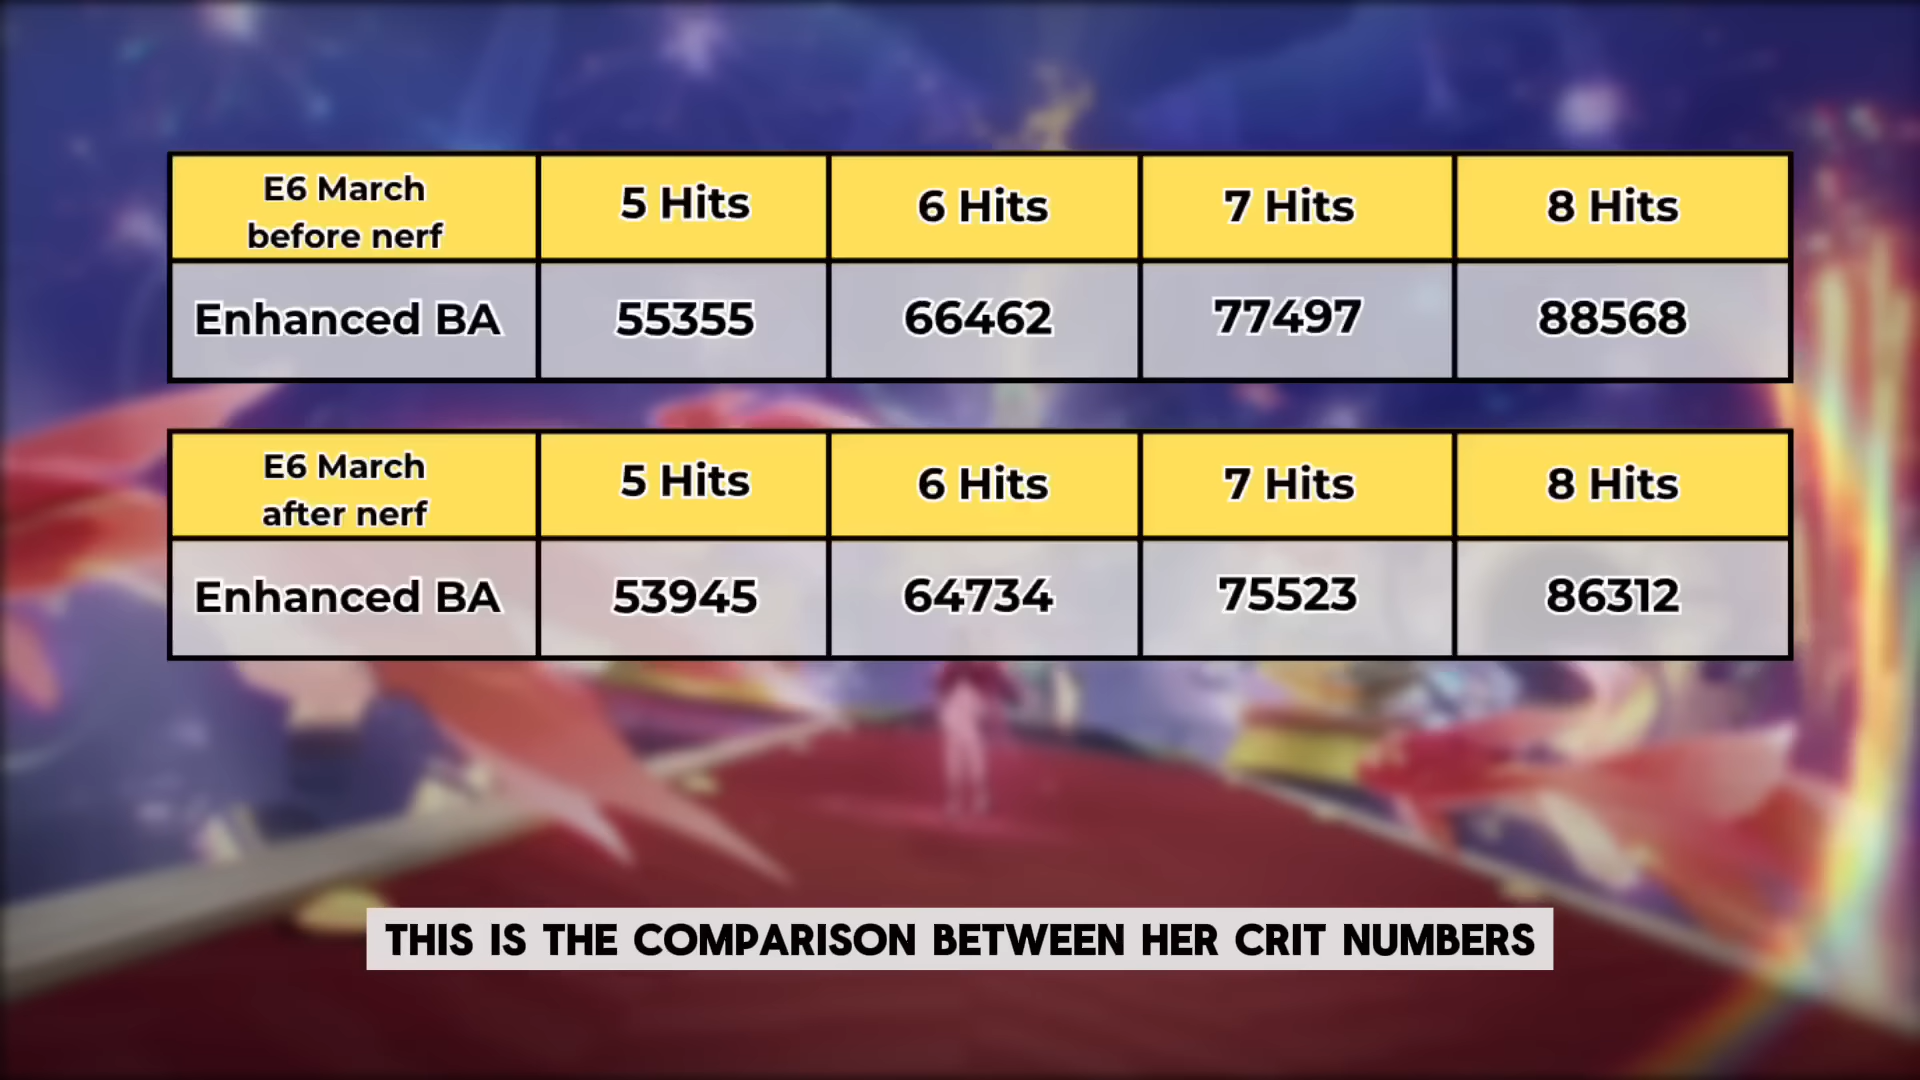 E6 March
before nerf
5 Hits
6 Hits
7 Hits
8 Hits
Enhanced BA
55355
66462
77497
88568
E6 March
after nerf
5 Hits
6 Hits
7 Hits
8 Hits
Enhanced BA
53945
64734
75523
86312
THIS IS THE COMPARISON BETWEEN HER CRIT NUMBERS